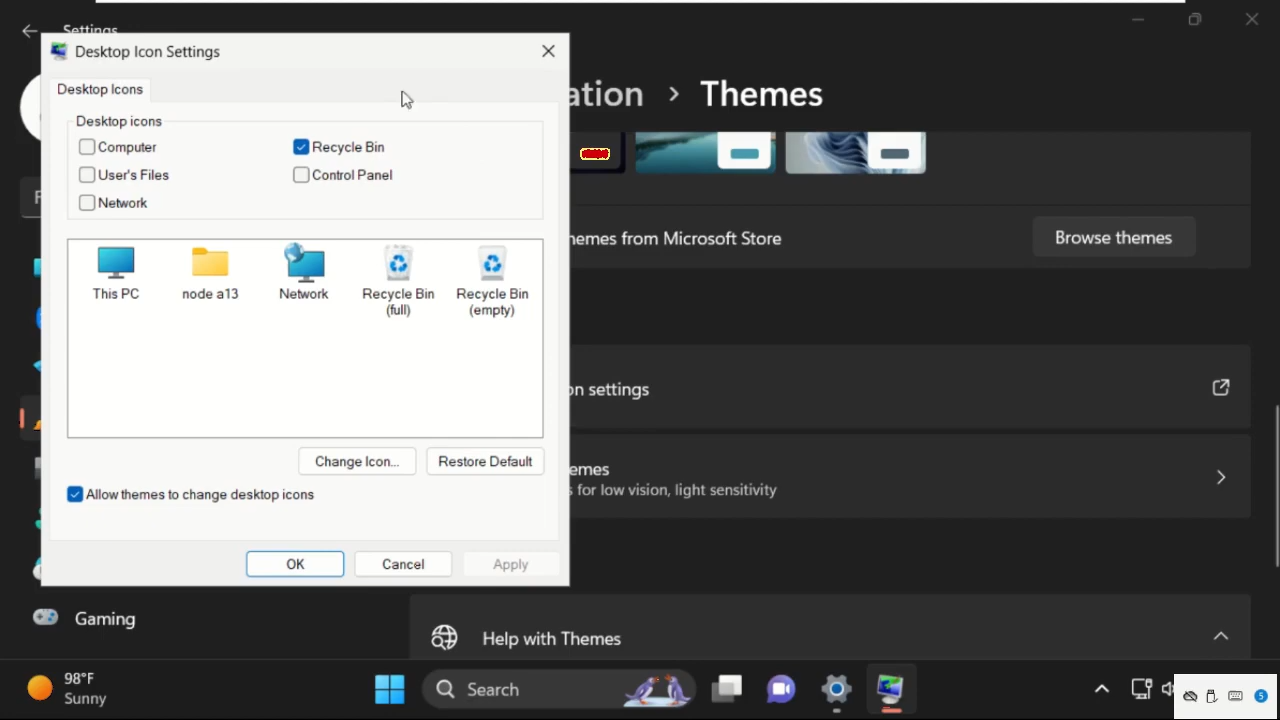 Settings
Desktop Icon Settings
Desktop Icons
ation > Themes
Desktop icons
Computer
Recycle Bin
User's Files
Control Panel
Network
This PC
node a13
Network
Recycle Bin
(full)
Recycle Bin
(empty)
emes from Microsoft Store
Browse themes
n settings
Change Icon...
Restore Default
emes
s for low vision, light sensitivity
Allow themes to change desktop icons
OK
Cancel
Apply
Gaming
Help with Themes
98°F
Sunny
Search
5